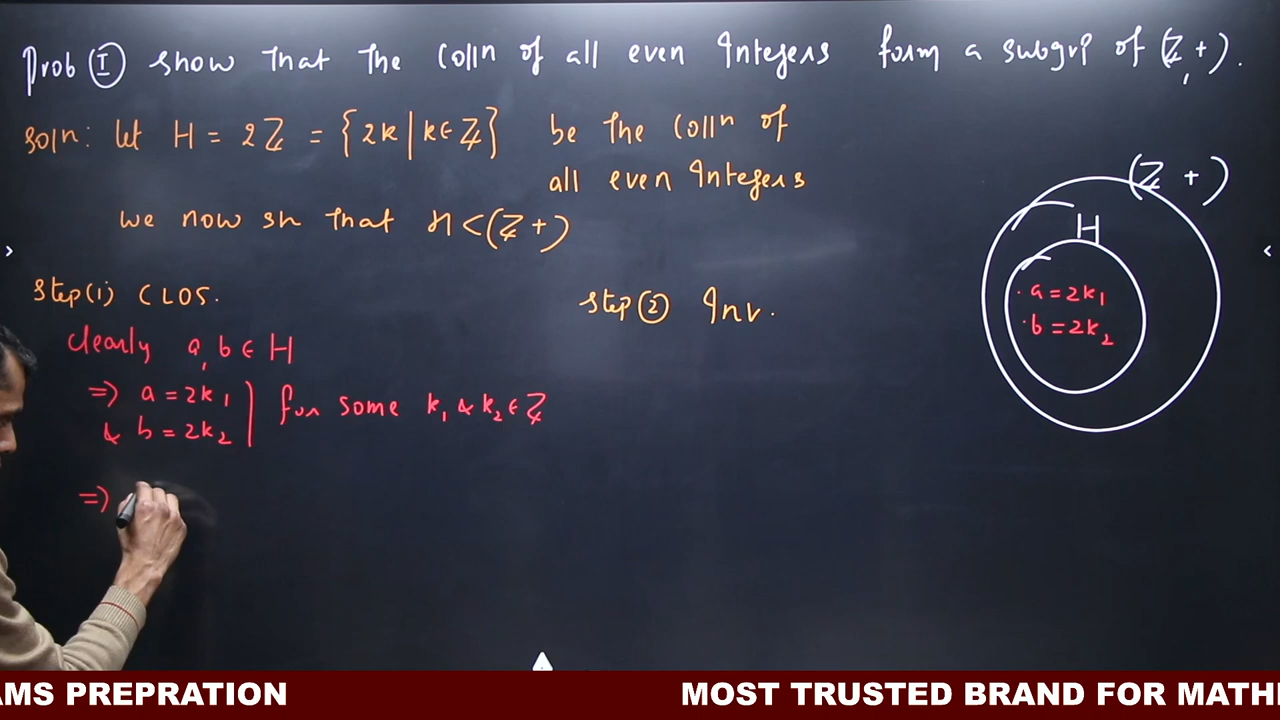 Prob (I) show that the colln of all even Integers form a subgrp of (Z, +).
soln: let H = 2Z = {2k | k∈Z} be the colln of
all even Integers
we now sh that H < (Z +)
(Z +)
H
a = 2k₁
b = 2k₂
Step (1) CLOS.
clearly a, b ∈ H
=> a = 2k₁
& b = 2k₂
for some k₁ & k₂ ∈ Z
=>
Step (2) Inv.
AMS PREPRATION MOST TRUSTED BRAND FOR MATH